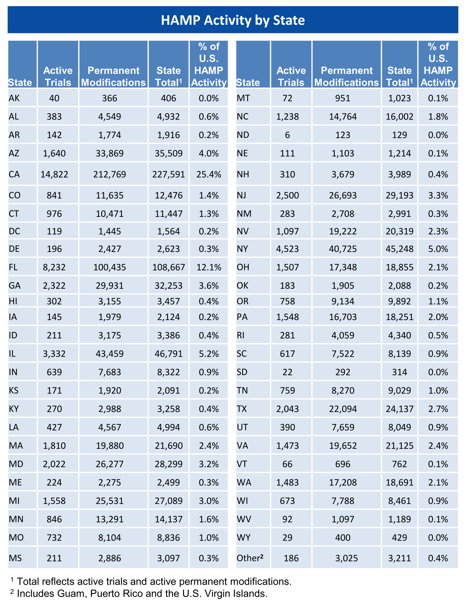 HAMP Activity by State
State Active Trials Permanent Modifications State Total¹ % of U.S. HAMP Activity State Active Trials Permanent Modifications State Total¹ % of U.S. HAMP Activity
AK 40 366 406 0.0% MT 72 951 1,023 0.1%
AL 383 4,549 4,932 0.6% NC 1,238 14,764 16,002 1.8%
AR 142 1,774 1,916 0.2% ND 6 123 129 0.0%
AZ 1,640 33,869 35,509 4.0% NE 111 1,103 1,214 0.1%
CA 14,822 212,769 227,591 25.4% NH 310 3,679 3,989 0.4%
CO 841 11,635 12,476 1.4% NJ 2,500 26,693 29,193 3.3%
CT 976 10,471 11,447 1.3% NM 283 2,708 2,991 0.3%
DC 119 1,445 1,564 0.2% NV 1,097 19,222 20,319 2.3%
DE 196 2,427 2,623 0.3% NY 4,523 40,725 45,248 5.0%
FL 8,232 100,435 108,667 12.1% OH 1,507 17,348 18,855 2.1%
GA 2,322 29,931 32,253 3.6% OK 183 1,905 2,088 0.2%
HI 302 3,155 3,457 0.4% OR 758 9,134 9,892 1.1%
IA 145 1,979 2,124 0.2% PA 1,548 16,703 18,251 2.0%
ID 211 3,175 3,386 0.4% RI 281 4,059 4,340 0.5%
IL 3,332 43,459 46,791 5.2% SC 617 7,522 8,139 0.9%
IN 639 7,683 8,322 0.9% SD 22 292 314 0.0%
KS 171 1,920 2,091 0.2% TN 759 8,270 9,029 1.0%
KY 270 2,988 3,258 0.4% TX 2,043 22,094 24,137 2.7%
LA 427 4,567 4,994 0.6% UT 390 7,659 8,049 0.9%
MA 1,810 19,880 21,690 2.4% VA 1,473 19,652 21,125 2.4%
MD 2,022 26,277 28,299 3.2% VT 66 696 762 0.1%
ME 224 2,275 2,499 0.3% WA 1,483 17,208 18,691 2.1%
MI 1,558 25,531 27,089 3.0% WI 673 7,788 8,461 0.9%
MN 846 13,291 14,137 1.6% WV 92 1,097 1,189 0.1%
MO 732 8,104 8,836 1.0% WY 29 400 429 0.0%
MS 211 2,886 3,097 0.3% Other² 186 3,025 3,211 0.4%
¹ Total reflects active trials and active permanent modifications.
² Includes Guam, Puerto Rico and the U.S. Virgin Islands.